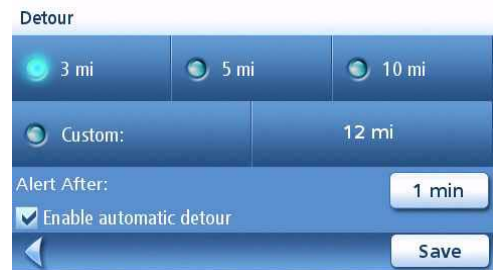 Detour
3 mi 5 mi 10 mi
Custom: 12 mi
Alert After: 1 min
Enable automatic detour
Save